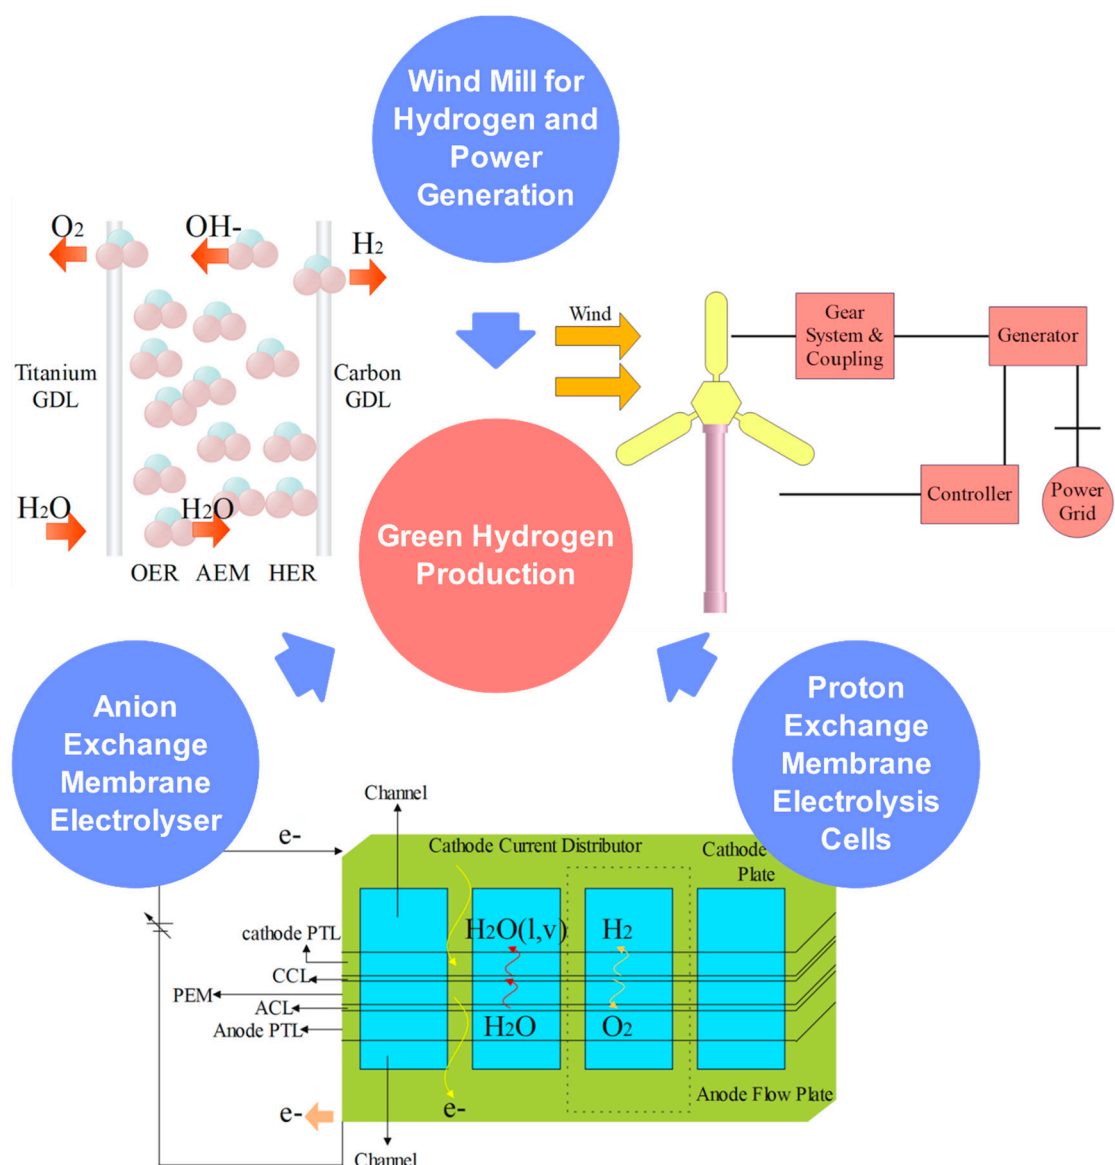 Wind Mill for
Hydrogen and
Power
Generation
O2
OH-
H2
Titanium
GDL
Carbon
GDL
H2O
H2O
OER AEM HER
Wind
Gear
System &
Coupling
Generator
Controller
Power
Grid
Green Hydrogen
Production
Anion
Exchange
Membrane
Electrolyser
Proton
Exchange
Membrane
Electrolysis
Cells
Channel
e-
Cathode Current Distributor
Cathode
Plate
cathode PTL
CCL
PEM
ACL
Anode PTL
H2O(l,v)
H2
H2O
O2
Anode Flow Plate
e-
e-
Channel